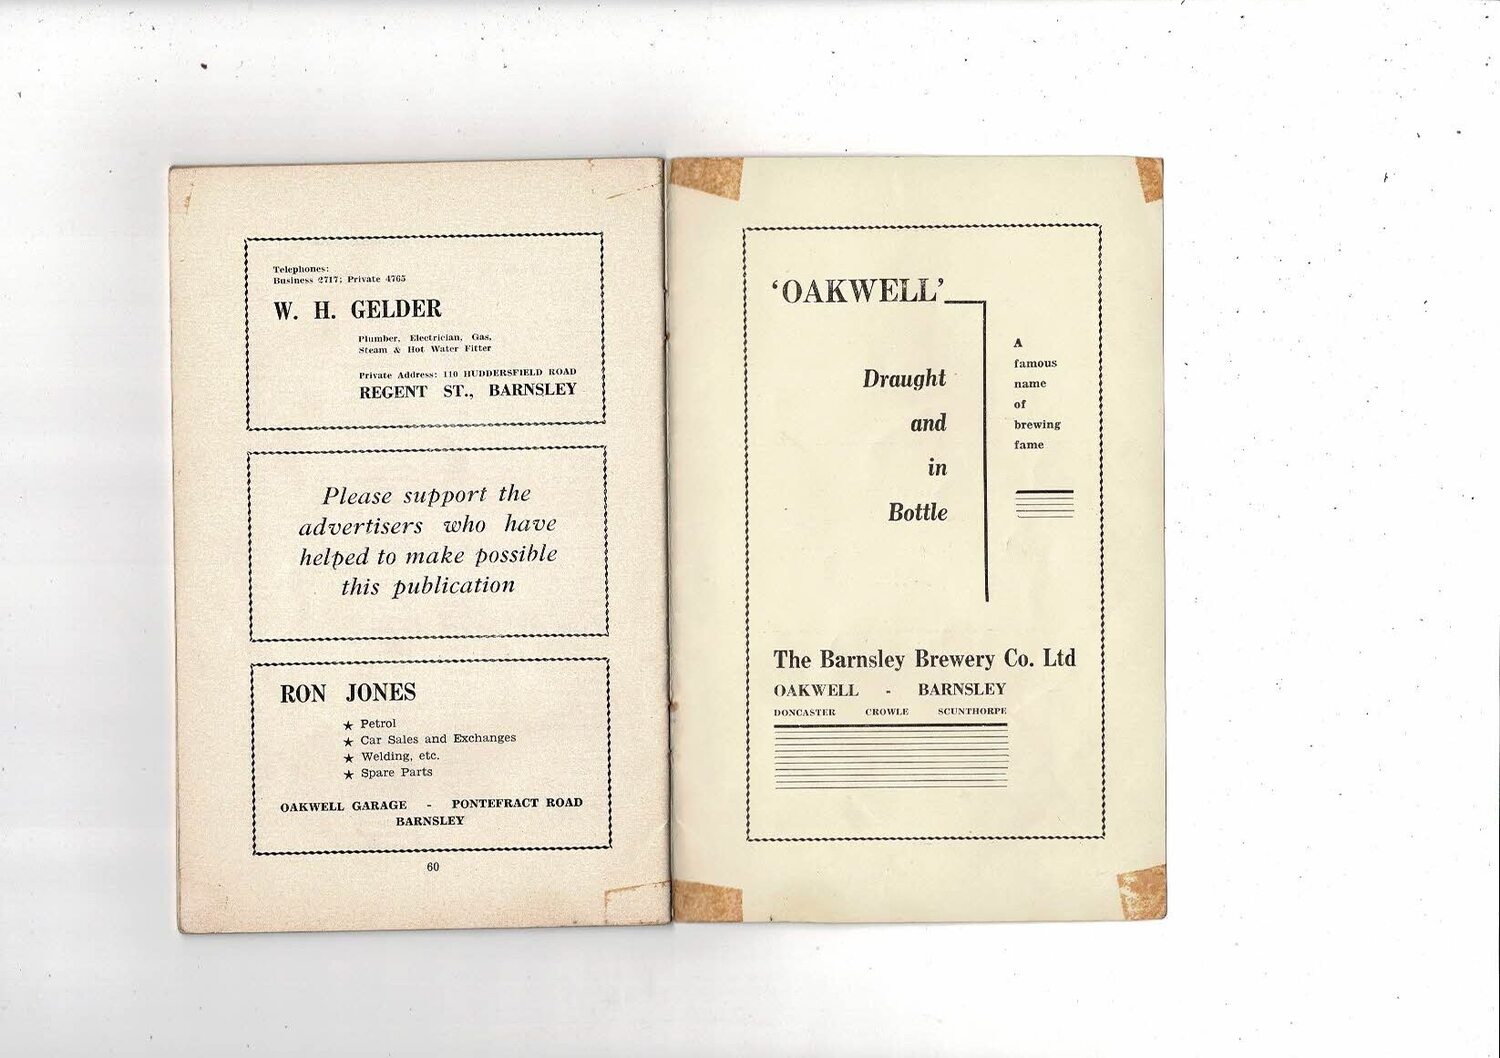 Telephones:
Business 2717; Private 4765
W. H. GELDER
Plumber, Electrician, Gas,
Steam & Hot Water Fitter
Private Address: 110 HUDDERSFIELD ROAD
REGENT ST., BARNSLEY
Please support the
advertisers who have
helped to make possible
this publication
RON JONES
★ Petrol
★ Car Sales and Exchanges
★ Welding, etc.
★ Spare Parts
OAKWELL GARAGE - PONTEFRACT ROAD
BARNSLEY
60
‘OAKWELL’
Draught
and
in
Bottle
A
famous
name
of
brewing
fame
The Barnsley Brewery Co. Ltd
OAKWELL - BARNSLEY
DONCASTER CROWLE SCUNTHORPE